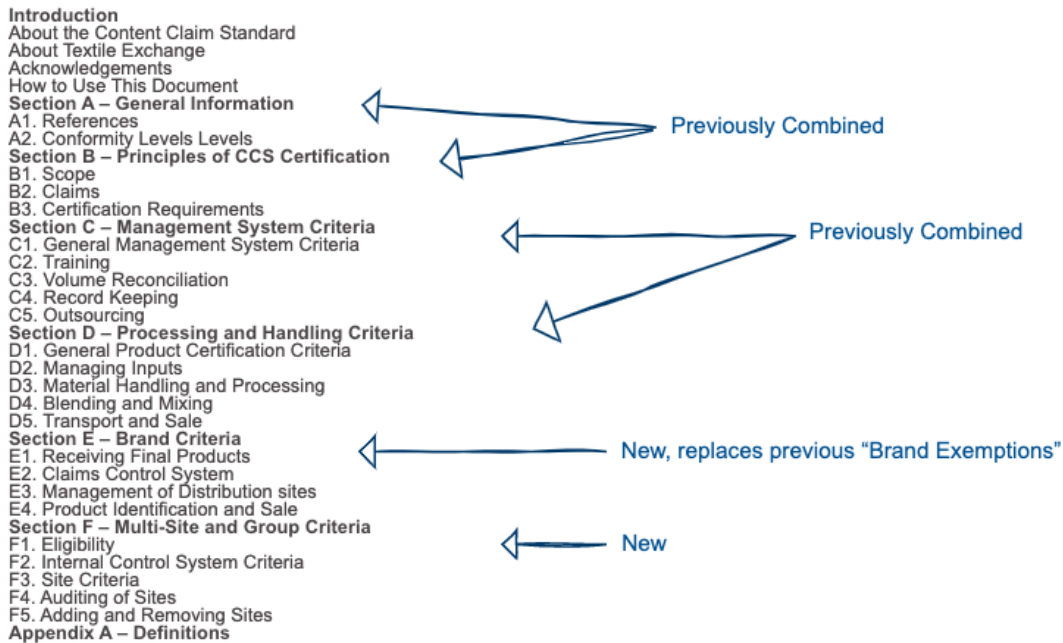 Introduction
About the Content Claim Standard
About Textile Exchange
Acknowledgements
How to Use This Document
Section A – General Information
A1. References
A2. Conformity Levels Levels
Section B – Principles of CCS Certification
B1. Scope
B2. Claims
B3. Certification Requirements
Section C – Management System Criteria
C1. General Management System Criteria
C2. Training
C3. Volume Reconciliation
C4. Record Keeping
C5. Outsourcing
Section D – Processing and Handling Criteria
D1. General Product Certification Criteria
D2. Managing Inputs
D3. Material Handling and Processing
D4. Blending and Mixing
D5. Transport and Sale
Section E – Brand Criteria
E1. Receiving Final Products
E2. Claims Control System
E3. Management of Distribution sites
E4. Product Identification and Sale
Section F – Multi-Site and Group Criteria
F1. Eligibility
F2. Internal Control System Criteria
F3. Site Criteria
F4. Auditing of Sites
F5. Adding and Removing Sites
Appendix A – Definitions
Previously Combined
Previously Combined
New, replaces previous “Brand Exemptions”
New